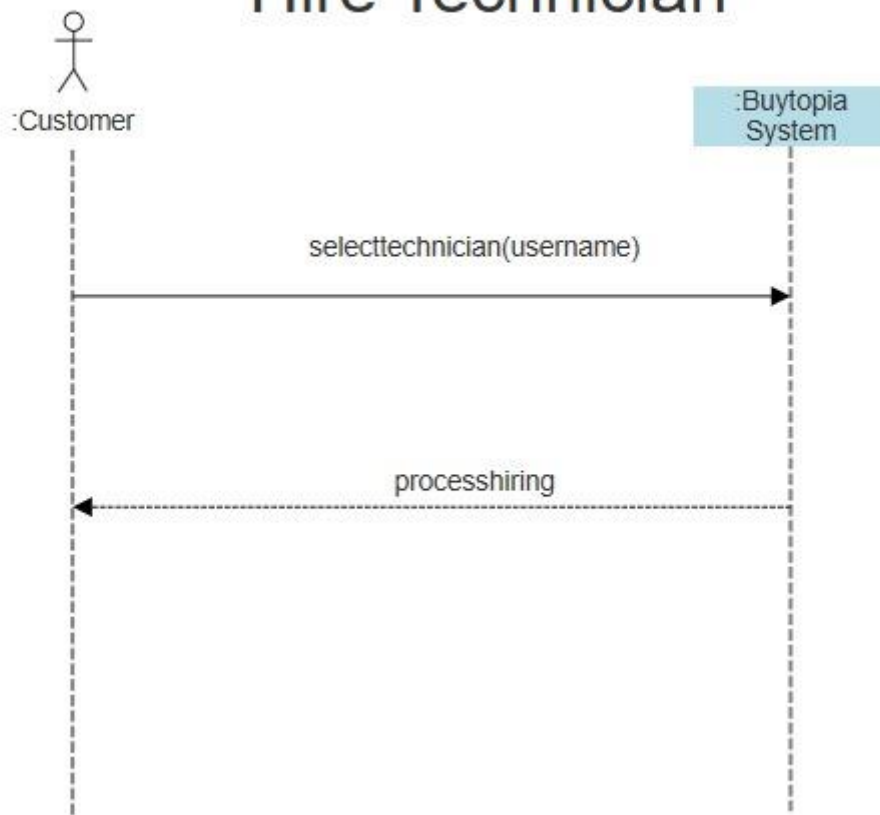 Hire Technician
:Customer
:Buytopia
System
selecttechnician(username)
processhiring